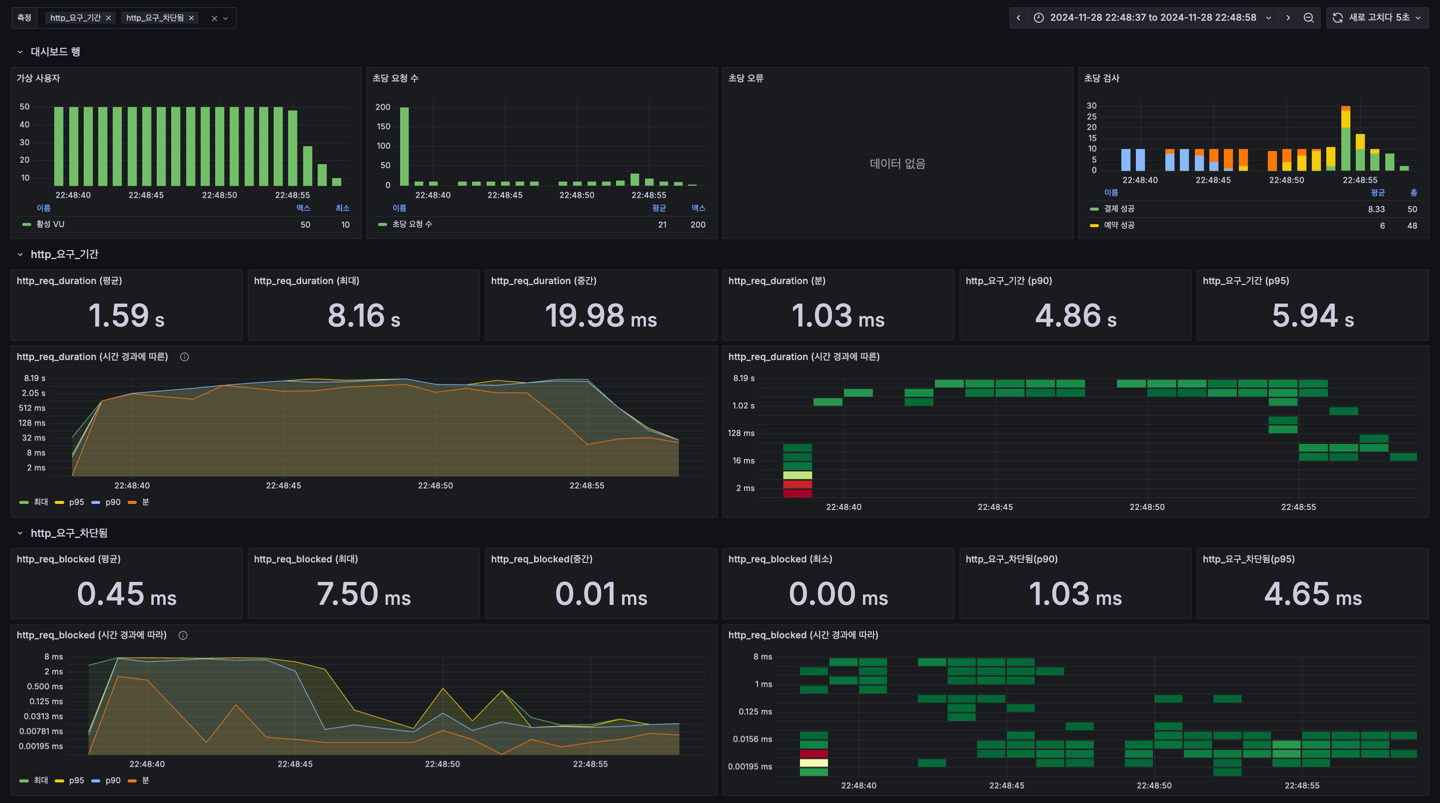 측정 http_요구_기간 × http_요구_차단됨 ×
2024-11-28 22:48:37 to 2024-11-28 22:48:58 새로 고치다 5초
대시보드 행
가상 사용자
50
40
30
20
10
22:48:40 22:48:45 22:48:50 22:48:55
이름 맥스 최소
활성 VU 50 10
초당 요청 수
200
150
100
50
0
22:48:40 22:48:45 22:48:50 22:48:55
이름 평균 맥스
초당 요청 수 21 200
초당 오류
데이터 없음
초당 검사
30
25
20
15
10
5
0
22:48:40 22:48:45 22:48:50 22:48:55
이름 평균 총
결제 성공 8.33 50
예약 성공 6 48
http_요구_기간
http_req_duration (평균)
1.59 s
http_req_duration (최대)
8.16 s
http_req_duration (중간)
19.98 ms
http_req_duration (분)
1.03 ms
http_요구_기간 (p90)
4.86 s
http_요구_기간 (p95)
5.94 s
http_req_duration (시간 경과에 따른)
8.19 s
2.05 s
512 ms
128 ms
32 ms
8 ms
2 ms
22:48:40 22:48:45 22:48:50 22:48:55
최대 p95 p90 분
http_req_duration (시간 경과에 따른)
8.19 s
1.02 s
128 ms
16 ms
2 ms
22:48:40 22:48:45 22:48:50 22:48:55
http_요구_차단됨
http_req_blocked (평균)
0.45 ms
http_req_blocked (최대)
7.50 ms
http_req_blocked(중간)
0.01 ms
http_req_blocked (최소)
0.00 ms
http_요구_차단됨(p90)
1.03 ms
http_요구_차단됨(p95)
4.65 ms
http_req_blocked (시간 경과에 따라)
8 ms
2 ms
0.500 ms
0.125 ms
0.0313 ms
0.00781 ms
0.00195 ms
22:48:40 22:48:45 22:48:50 22:48:55
최대 p95 p90 분
http_req_blocked (시간 경과에 따라)
8 ms
1 ms
0.125 ms
0.0156 ms
0.00195 ms
22:48:40 22:48:45 22:48:50 22:48:55